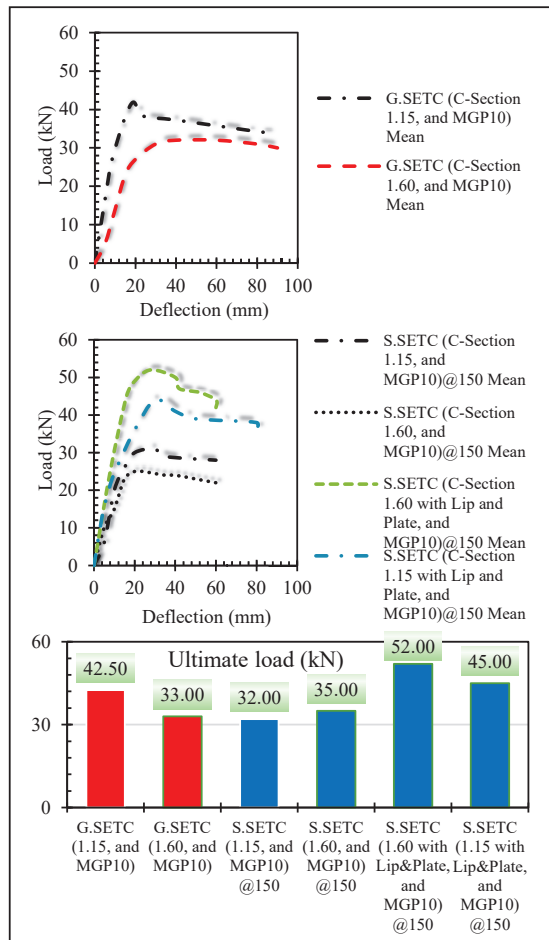 60
50
40
30
20
10
0
Load (kN)
0 20 40 60 80 100
Deflection (mm)
G.SETC (C-Section
1.15, and MGP10)
Mean
G.SETC (C-Section
1.60, and MGP10)
Mean
60
50
40
30
20
10
0
Load (kN)
0 20 40 60 80 100
Deflection (mm)
S.SETC (C-Section
1.15, and
MGP10)@150 Mean
S.SETC (C-Section
1.60, and
MGP10)@150 Mean
S.SETC (C-Section
1.60 with Lip and
Plate, and
MGP10)@150 Mean
S.SETC (C-Section
1.15 with Lip and
Plate, and
MGP10)@150 Mean
Ultimate load (kN)
60
30
0
42.50
33.00
32.00
35.00
52.00
45.00
G.SETC
(1.15, and
MGP10)
G.SETC
(1.60, and
MGP10)
S.SETC
(1.15, and
MGP10)
@150
S.SETC
(1.60, and
MGP10)
@150
S.SETC
(1.60 with
Lip&Plate,
and
MGP10)
@150
S.SETC
(1.15 with
Lip&Plate,
and
MGP10)
@150